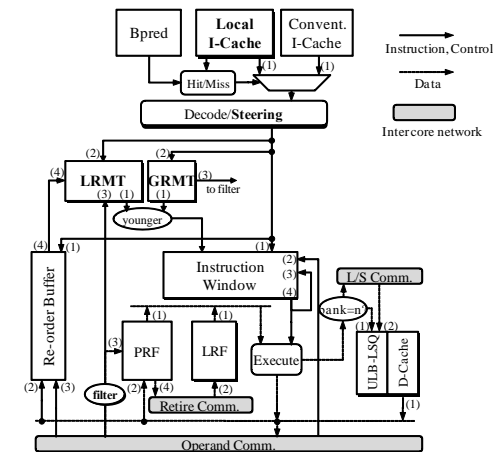 Bpred
Local
I-Cache
Convent.
I-Cache
Instruction, Control
Data
Intercore network
(1)
(1)
Hit/Miss
Decode/Steering
(2)
(2)
(4)
LRMT
GRMT
(3)
to filter
(3)
(1)
(1)
younger
(4)
(1)
(1)
Re-order Buffer
Instruction
Window
(2)
(3)
(4)
L/S Comm.
bank=n?
(1)
(1)
(1)
(2)
(3)
PRF
LRF
Execute
ULB-LSQ
D-Cache
(2)
(3)
filter
(2)
(4)
(2)
(1)
Retire Comm.
Operand Comm.